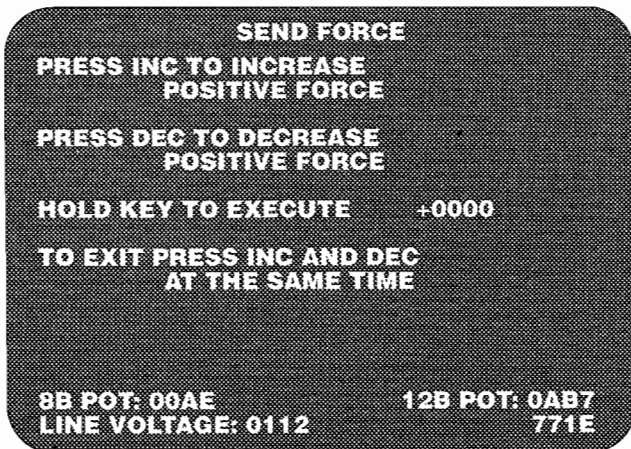 SEND FORCE
PRESS INC TO INCREASE
POSITIVE FORCE
PRESS DEC TO DECREASE
POSITIVE FORCE
HOLD KEY TO EXECUTE +0000
TO EXIT PRESS INC AND DEC
AT THE SAME TIME
8B POT: 00AE 12B POT: 0AB7
LINE VOLTAGE: 0112 771E